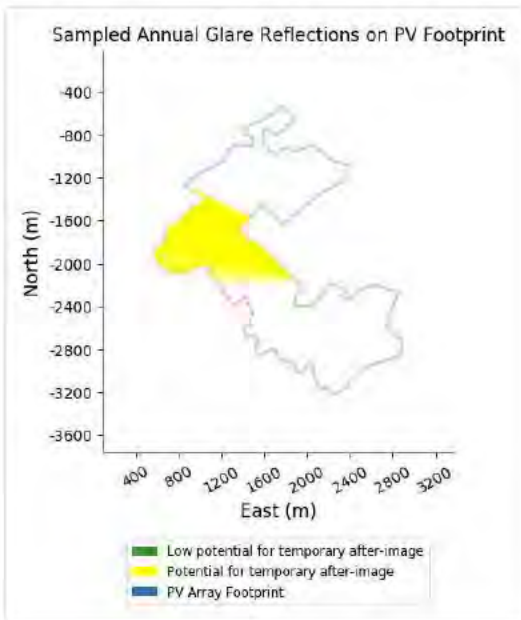 Sampled Annual Glare Reflections on PV Footprint
North (m)
-400
-800
-1200
-1600
-2000
-2400
-2800
-3200
-3600
400
800
1200
1600
2000
2400
2800
3200
East (m)
Low potential for temporary after-image
Potential for temporary after-image
PV Array Footprint